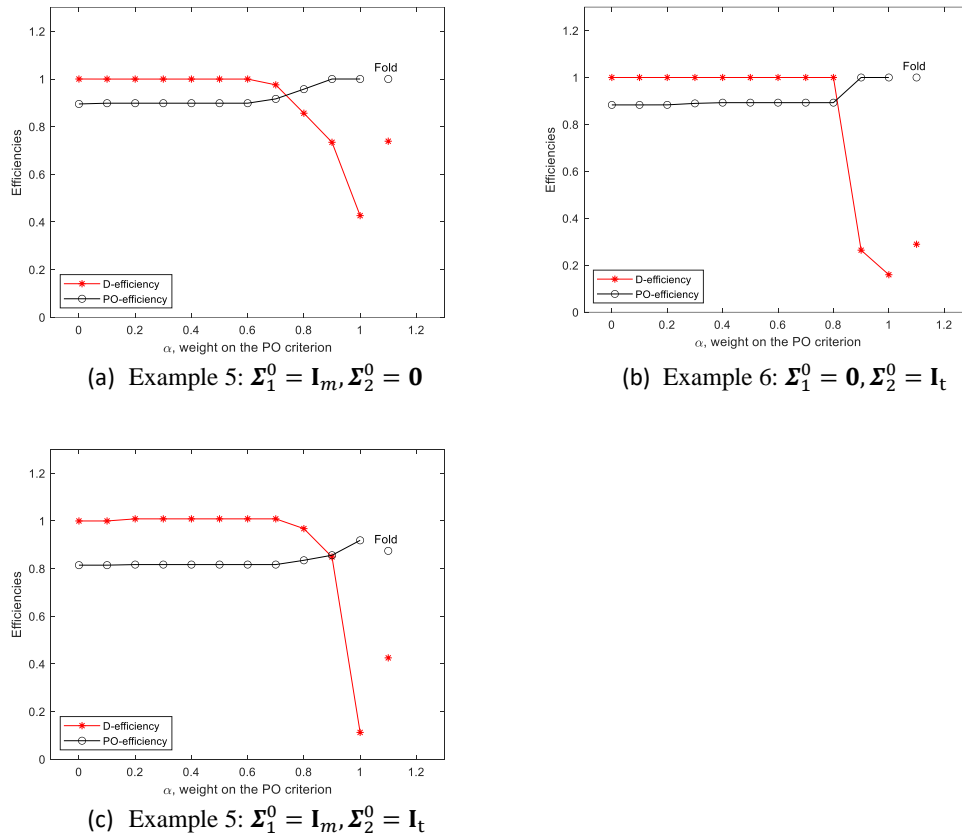 1.2
1
0.8
0.6
0.4
0.2
0
Efficiencies
Fold
D-efficiency
PO-efficiency
0 0.2 0.4 0.6 0.8 1 1.2
α, weight on the PO criterion
(a) Example 5: 𝜮₁⁰ = 𝐈ₘ, 𝜮₂⁰ = 𝟎
1.2
1
0.8
0.6
0.4
0.2
0
Efficiencies
Fold
D-efficiency
PO-efficiency
0 0.2 0.4 0.6 0.8 1 1.2
α, weight on the PO criterion
(b) Example 6: 𝜮₁⁰ = 𝟎, 𝜮₂⁰ = 𝐈ₜ
1.2
1
0.8
0.6
0.4
0.2
0
Efficiencies
Fold
D-efficiency
PO-efficiency
0 0.2 0.4 0.6 0.8 1 1.2
α, weight on the PO criterion
(c) Example 5: 𝜮₁⁰ = 𝐈ₘ, 𝜮₂⁰ = 𝐈ₜ